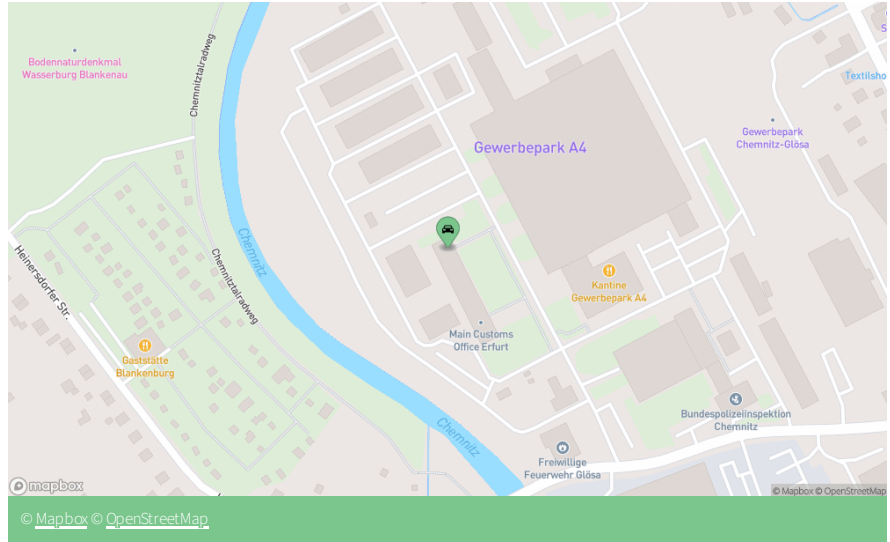 Bodennaturdenkmal
Wasserburg Blankenau
Chemnitztalradweg
Gewerbepark A4
Textilsho
Gewerbepark
Chemnitz-Glösa
Heinersdorfer Str.
Chemnitz
Chemnitztalradweg
Kantine
Gewerbepark A4
Main Customs
Office Erfurt
Gaststätte
Blankenburg
Bundespolizeiinspektion
Chemnitz
Chemnitz
Freiwillige
Feuerwehr Glösa
mapbox
© Mapbox © OpenStreetMap
© Mapbox © OpenStreetMap